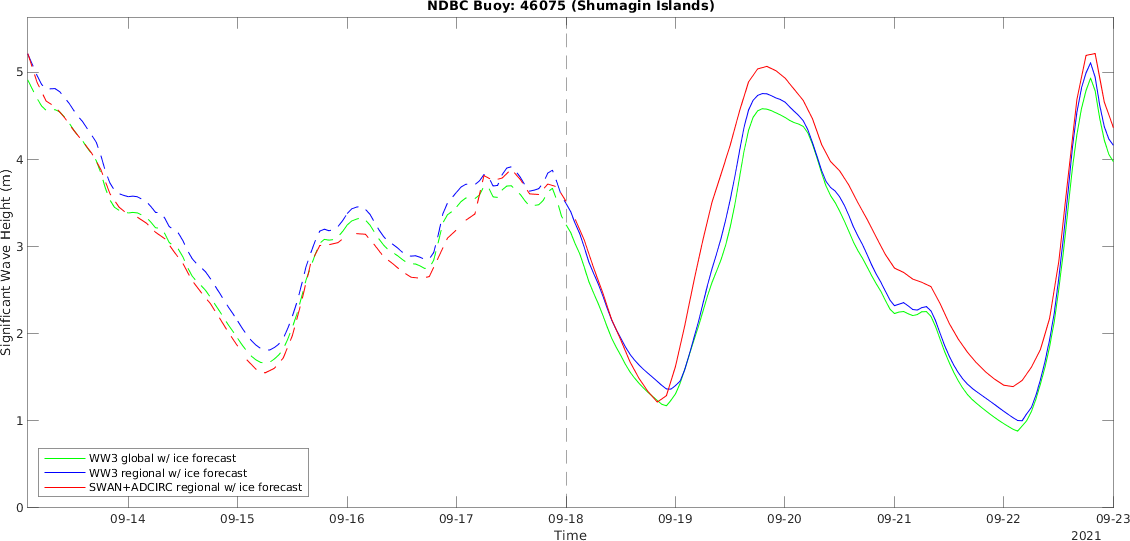 NDBC Buoy: 46075 (Shumagin Islands)
Significant Wave Height (m)
5
4
3
2
1
0
WW3 global w/ ice forecast
WW3 regional w/ ice forecast
SWAN+ADCIRC regional w/ ice forecast
09-14 09-15 09-16 09-17 09-18 09-19 09-20 09-21 09-22 09-23
Time
2021